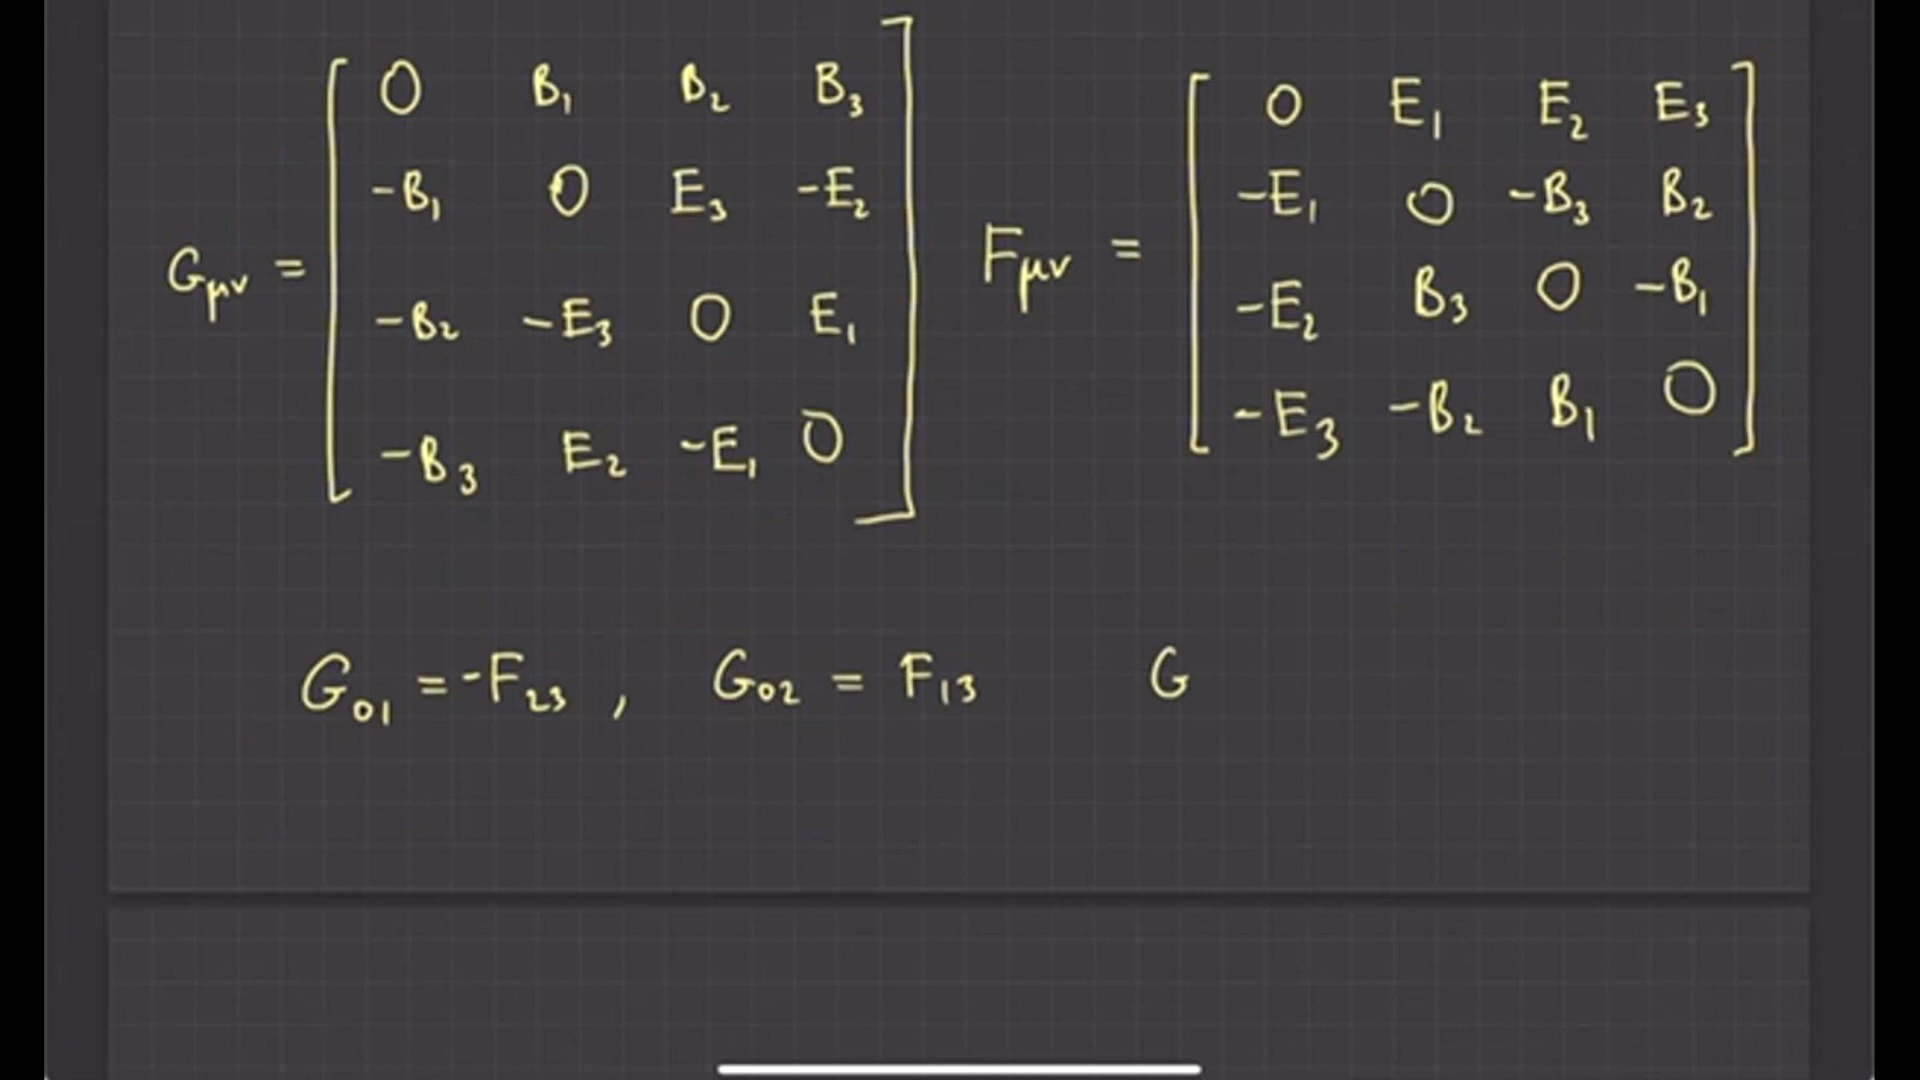 G_μν = [ 0 B₁ B₂ B₃ ] F_μν = [ 0 E₁ E₂ E₃ ]
[ -B₁ 0 E₃ -E₂ ] [ -E₁ 0 -B₃ B₂ ]
[ -B₂ -E₃ 0 E₁ ] [ -E₂ B₃ 0 -B₁ ]
[ -B₃ E₂ -E₁ 0 ] [ -E₃ -B₂ B₁ 0 ]
G₀₁ = -F₂₃ , G₀₂ = F₁₃ G